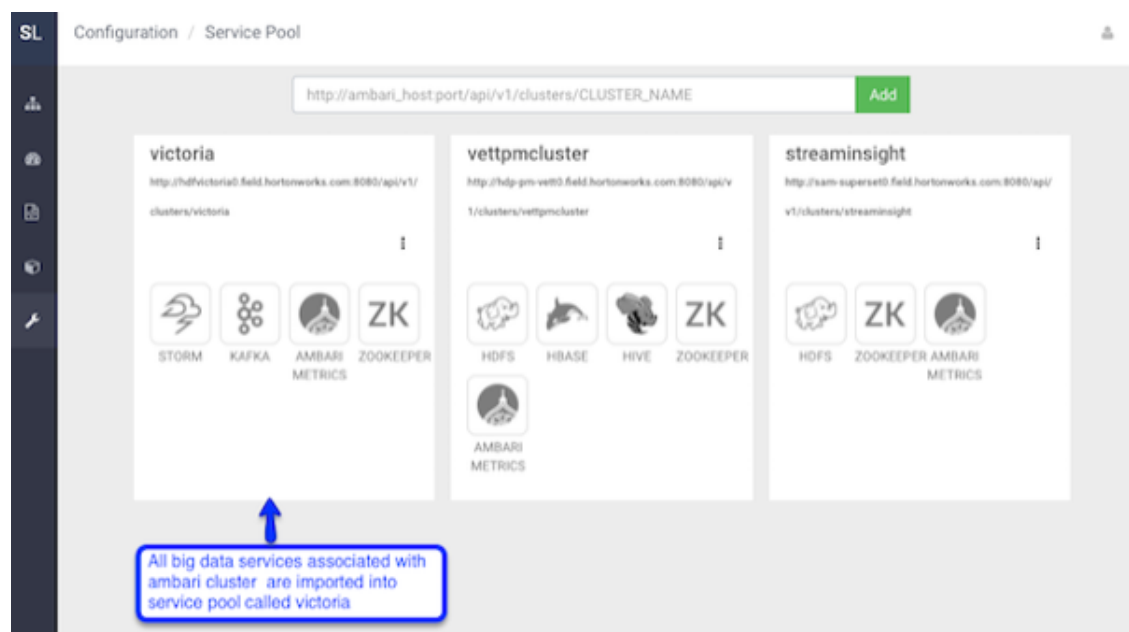 SL
Configuration / Service Pool
http://ambari_host:port/api/v1/clusters/CLUSTER_NAME
Add
victoria
http://hdfvictoria0.field.hortonworks.com:8080/api/v1/
clusters/victoria
STORM
KAFKA
AMBARI
METRICS
ZK
ZOOKEEPER
vettpmcluster
http://hdp-pm-vett0.field.hortonworks.com:8080/api/v
1/clusters/vettpmcluster
HDFS
HBASE
HIVE
ZK
ZOOKEEPER
AMBARI
METRICS
streaminsight
http://sam-superset0.field.hortonworks.com:8080/api/
v1/clusters/streaminsight
HDFS
ZK
ZOOKEEPER
AMBARI
METRICS
All big data services associated with
ambari cluster are imported into
service pool called victoria